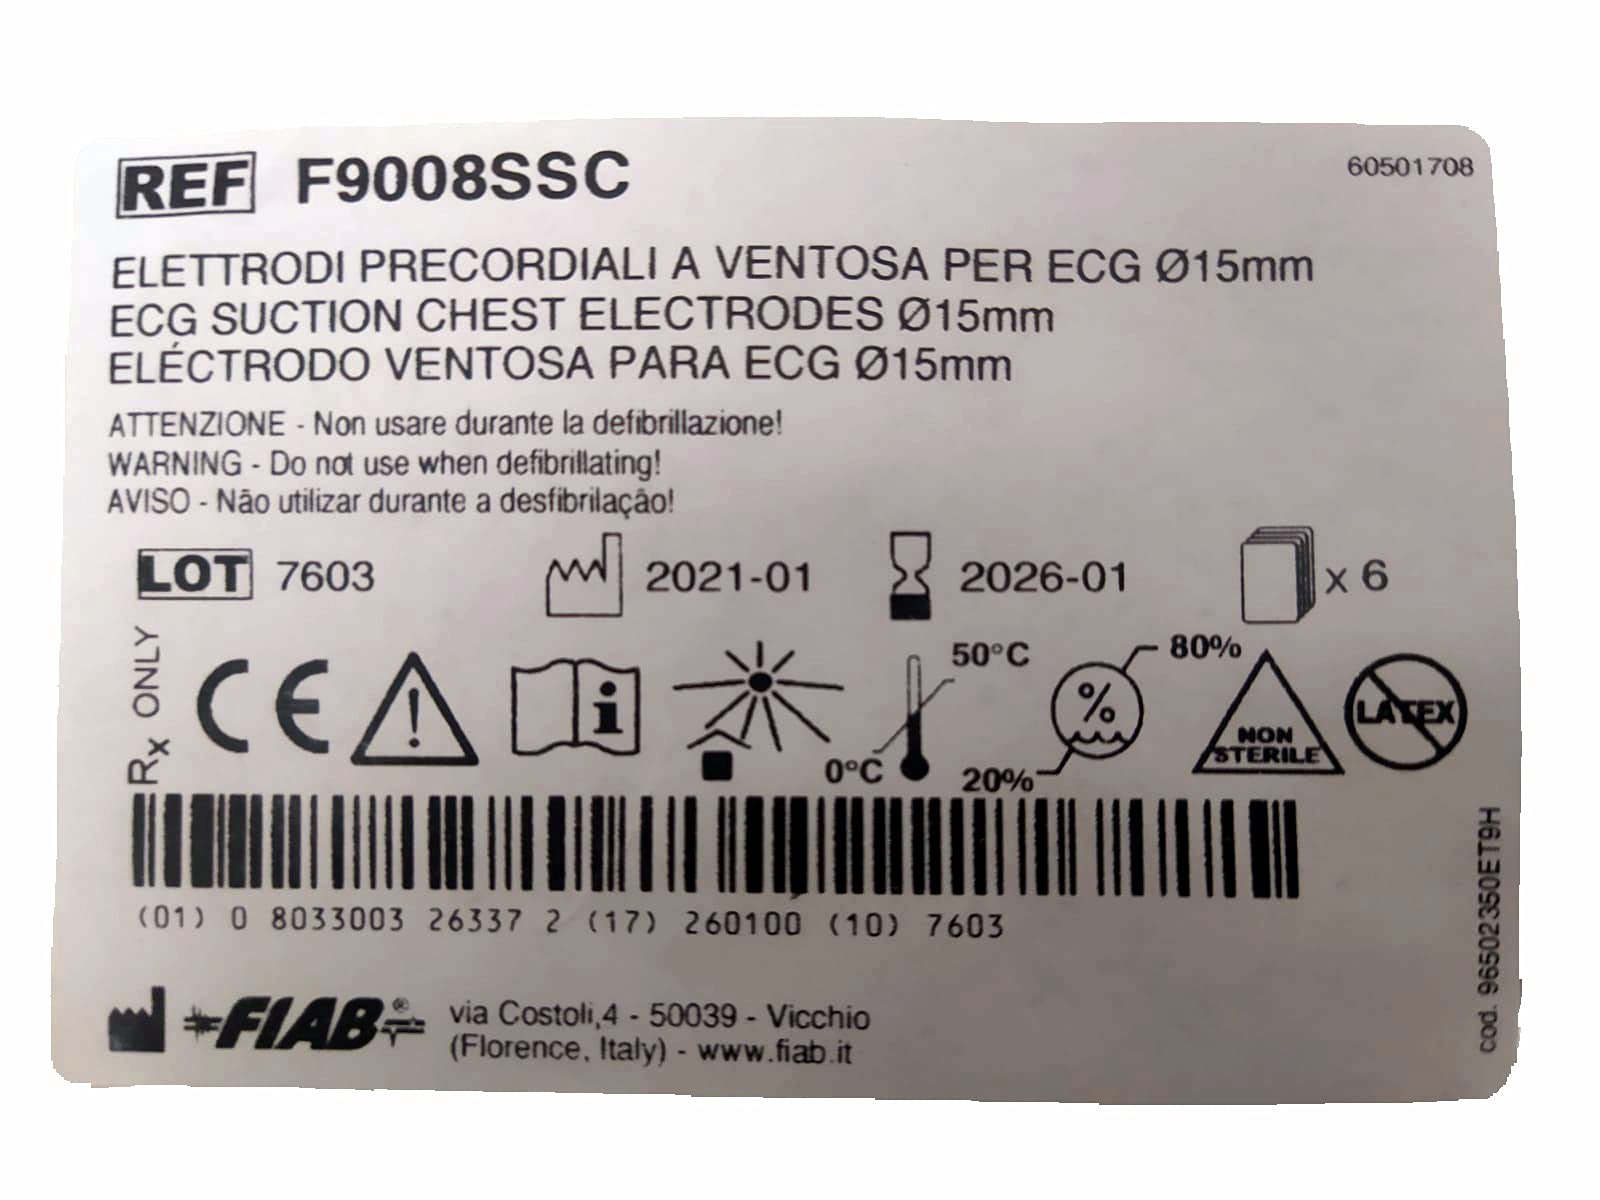 REF F9008SSC
60501708
ELETTRODI PRECORDIALI A VENTOSA PER ECG Ø15mm
ECG SUCTION CHEST ELECTRODES Ø15mm
ELÉCTRODO VENTOSA PARA ECG Ø15mm
ATTENZIONE - Non usare durante la defibrillazione!
WARNING - Do not use when defibrillating!
AVISO - Não utilizar durante a desfibrilação!
LOT 7603 2021-01 2026-01 x 6
Rx ONLY
CE
i
50°C
0°C
80%
%
20%
NON
STERILE
LATEX
(01) 0 8033003 26337 2 (17) 260100 (10) 7603
cod. 96502350ET9H
FIAB®
via Costoli,4 - 50039 - Vicchio
(Florence, Italy) - www.fiab.it